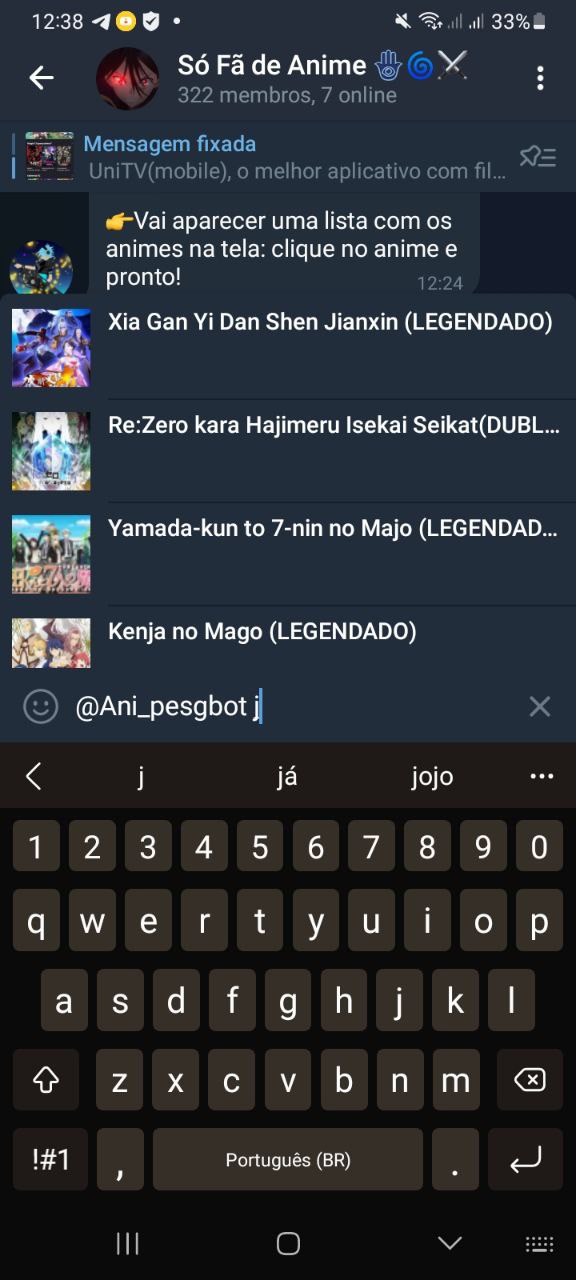 12:38
33%
Só Fã de Anime
322 membros, 7 online
Mensagem fixada
UniTV(mobile), o melhor aplicativo com fil...
👉Vai aparecer uma lista com os
animes na tela: clique no anime e
pronto!
12:24
Xia Gan Yi Dan Shen Jianxin (LEGENDADO)
Re:Zero kara Hajimeru Isekai Seikat(DUBL...
Yamada-kun to 7-nin no Majo (LEGENDAD...
Kenja no Mago (LEGENDADO)
@Ani_pesgbot j
j já jojo
1 2 3 4 5 6 7 8 9 0
q w e r t y u i o p
a s d f g h j k l
z x c v b n m
!#1 , Português (BR) .